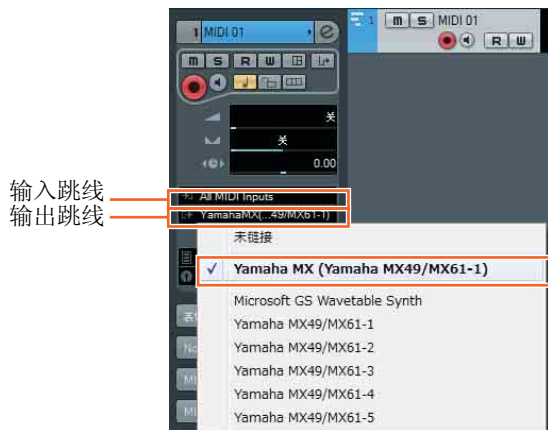 1 MIDI 01 e
1 M S MIDI 01
R W
M S R W
关
关
0.00
输入跳线
All MIDI Inputs
输出跳线
YamahaMX(...49/MX61-1)
未链接
✓ Yamaha MX (Yamaha MX49/MX61-1)
Microsoft GS Wavetable Synth
Yamaha MX49/MX61-1
Yamaha MX49/MX61-2
Yamaha MX49/MX61-3
Yamaha MX49/MX61-4
Yamaha MX49/MX61-5
No
MI
MI